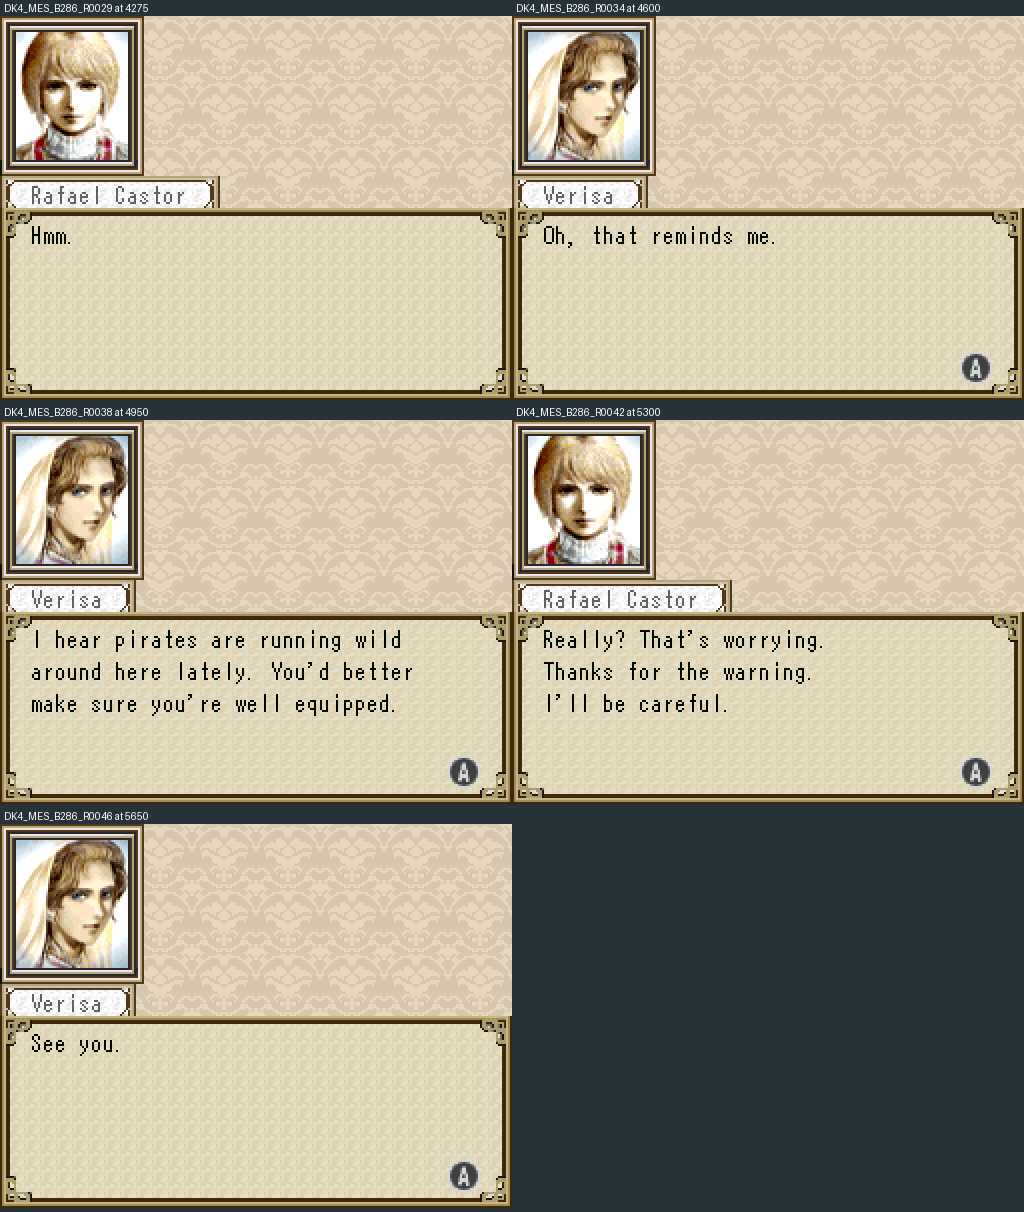 DK4_MES_B286_R0029 at 4275
Rafael Castor
Hmm.
DK4_MES_B286_R0034 at 4600
Verisa
Oh, that reminds me.
A
DK4_MES_B286_R0038 at 4950
Verisa
I hear pirates are running wild
around here lately. You'd better
make sure you're well equipped.
A
DK4_MES_B286_R0042 at 5300
Rafael Castor
Really? That's worrying.
Thanks for the warning.
I'll be careful.
A
DK4_MES_B286_R0046 at 5650
Verisa
See you.
A